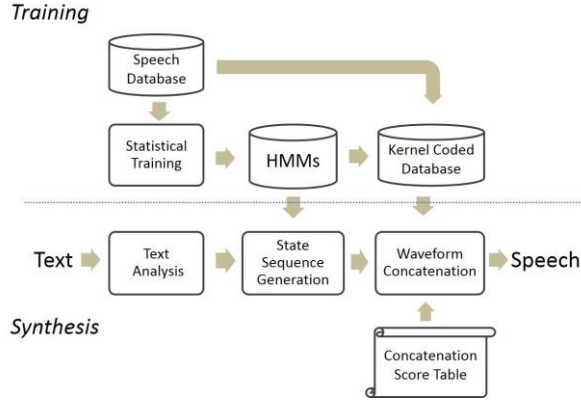 Training
Speech
Database
Statistical
Training
HMMs
Kernel Coded
Database
Text
Text
Analysis
State
Sequence
Generation
Waveform
Concatenation
Speech
Synthesis
Concatenation
Score Table